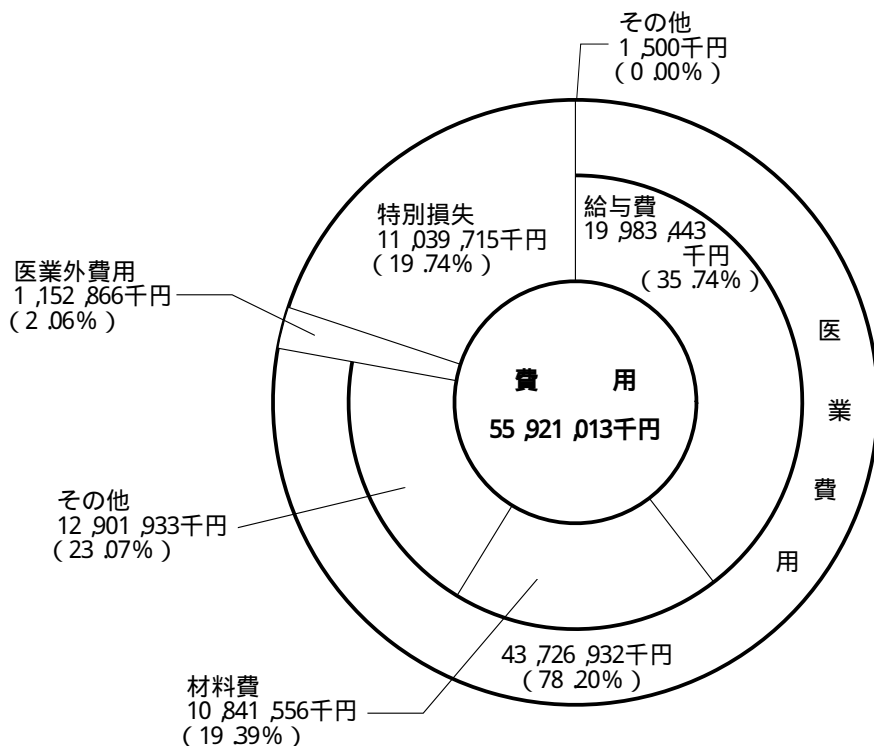 その他
1,500千円
(0.00%)
特別損失
11,039,715千円
(19.74%)
給与費
19,983,443
千円
(35.74%)
医業外費用
1,152,866千円
(2.06%)
費 用
55,921,013千円
医業費用
その他
12,901,933千円
(23.07%)
43,726,932千円
(78.20%)
材料費
10,841,556千円
(19.39%)